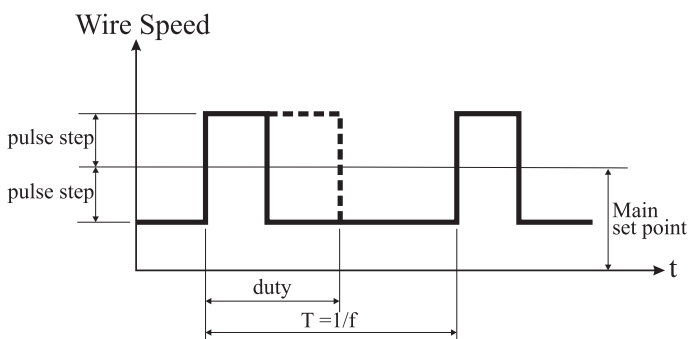 Wire Speed
pulse step
pulse step
Main
set point
t
duty
T =1/f